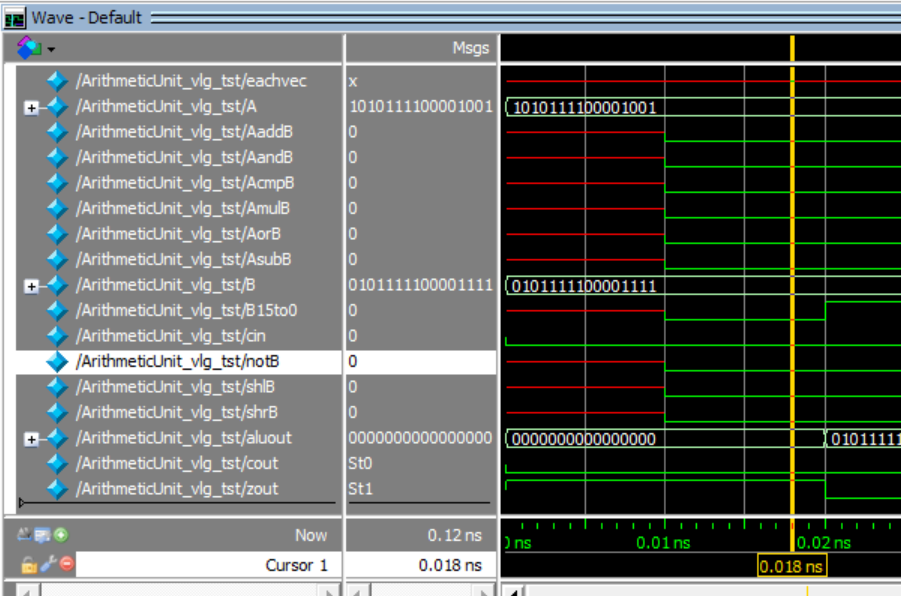 Wave - Default
Msgs
/ArithmeticUnit_vlg_tst/eachvec x
/ArithmeticUnit_vlg_tst/A 1010111100001001 1010111100001001
/ArithmeticUnit_vlg_tst/AaddB 0
/ArithmeticUnit_vlg_tst/AandB 0
/ArithmeticUnit_vlg_tst/AcmpB 0
/ArithmeticUnit_vlg_tst/AmulB 0
/ArithmeticUnit_vlg_tst/AorB 0
/ArithmeticUnit_vlg_tst/AsubB 0
/ArithmeticUnit_vlg_tst/B 0101111100001111 0101111100001111
/ArithmeticUnit_vlg_tst/B15to0 0
/ArithmeticUnit_vlg_tst/cin 0
/ArithmeticUnit_vlg_tst/notB 0
/ArithmeticUnit_vlg_tst/shlB 0
/ArithmeticUnit_vlg_tst/shrB 0
/ArithmeticUnit_vlg_tst/aluout 0000000000000000 0000000000000000 01011111
/ArithmeticUnit_vlg_tst/cout St0
/ArithmeticUnit_vlg_tst/zout St1
Now 0.12 ns ns 0.01 ns 0.02 ns
Cursor 1 0.018 ns 0.018 ns